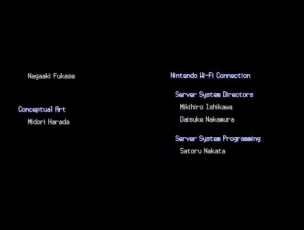 Nagaaki Fukase
Conceptual Art
Midori Harada
Nintendo Wi-Fi Connection
Server System Directors
Mikihiro Ishikawa
Daisuke Nakamura
Server System Programming
Satoru Nakata